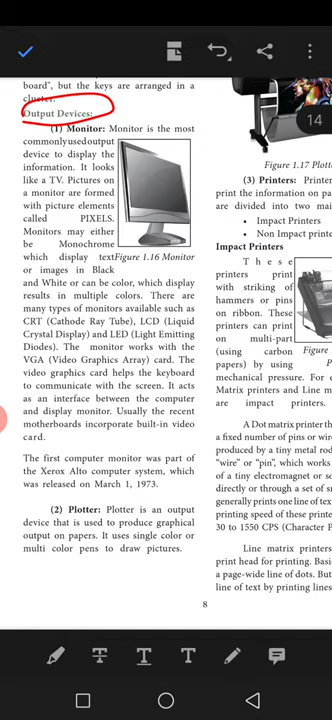 board", but the keys are arranged in a
cluster.
Output Devices:
(1) Monitor: Monitor is the most
commonly used output
device to display the
information. It looks
like a TV. Pictures on
a monitor are formed
with picture elements
called PIXELS.
Monitors may either
be Monochrome
which display text
or images in Black
Figure 1.16 Monitor
and White or can be color, which display
results in multiple colors. There are
many types of monitors available such as
CRT (Cathode Ray Tube), LCD (Liquid
Crystal Display) and LED (Light Emitting
Diodes). The monitor works with the
VGA (Video Graphics Array) card. The
video graphics card helps the keyboard
to communicate with the screen. It acts
as an interface between the computer
and display monitor. Usually the recent
motherboards incorporate built-in video
card.
The first computer monitor was part of
the Xerox Alto computer system, which
was released on March 1, 1973.
(2) Plotter: Plotter is an output
device that is used to produce graphical
output on papers. It uses single color or
multi color pens to draw pictures.
14
Figure 1.17 Plotte
(3) Printers:
print the information on pa
are divided into two mai
• Impact Printers
• Non Impact printe
Impact Printers
These
printers print
with striking of
hammers or pins
on ribbon. These
printers can print
on multi-part
(using carbon
papers) by using
Figure
P
mechanical pressure. For e
Matrix printers and Line m
are impact printers.
A Dot matrix printer th
a fixed number of pins or wire
produced by a tiny metal rod
"wire" or "pin", which works
of a tiny electromagnet or so
directly or through a set of s
generally prints one line of tex
printing speed of these printe
30 to 1550 CPS (Character P
Line matrix printers
print head for printing. Basi
a page-wide line of dots. But
line of text by printing lines
8
T
T
T